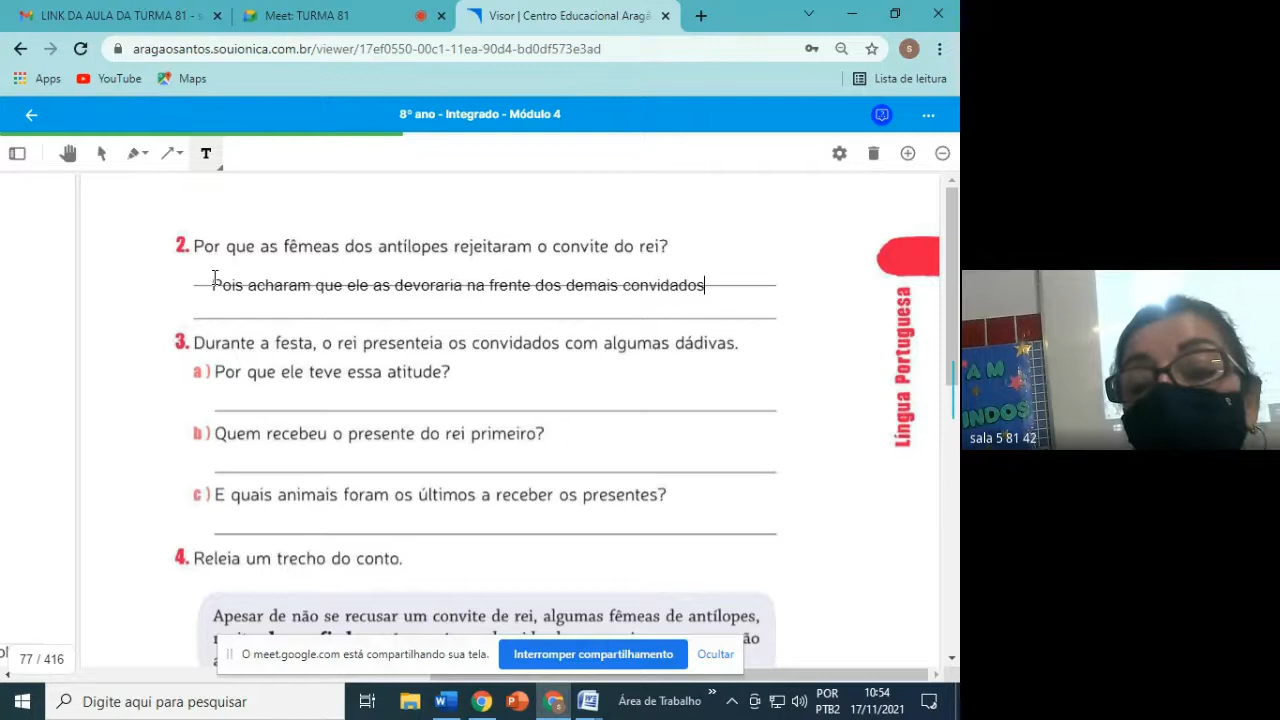 LINK DA AULA DA TURMA 81 - s
Meet: TURMA 81
Visor | Centro Educacional Aragã
aragaosantos.souionica.com.br/viewer/17ef0550-00c1-11ea-90d4-bd0df573e3ad
S
Apps
YouTube
Maps
Lista de leitura
8º ano - Integrado - Módulo 4
T
2. Por que as fêmeas dos antílopes rejeitaram o convite do rei?
Pois acharam que ele as devoraria na frente dos demais convidados
3. Durante a festa, o rei presenteia os convidados com algumas dádivas.
a) Por que ele teve essa atitude?
b) Quem recebeu o presente do rei primeiro?
c) E quais animais foram os últimos a receber os presentes?
4. Releia um trecho do conto.
Apesar de não se recusar um convite de rei, algumas fêmeas de antílopes,
Língua Portuguesa
AM
NDOS
sala 5 81 42
77 / 416
O meet.google.com está compartilhando sua tela.
Interromper compartilhamento
Ocultar
Digite aqui para pesquisar
Área de Trabalho
POR
PTB2
10:54
17/11/2021